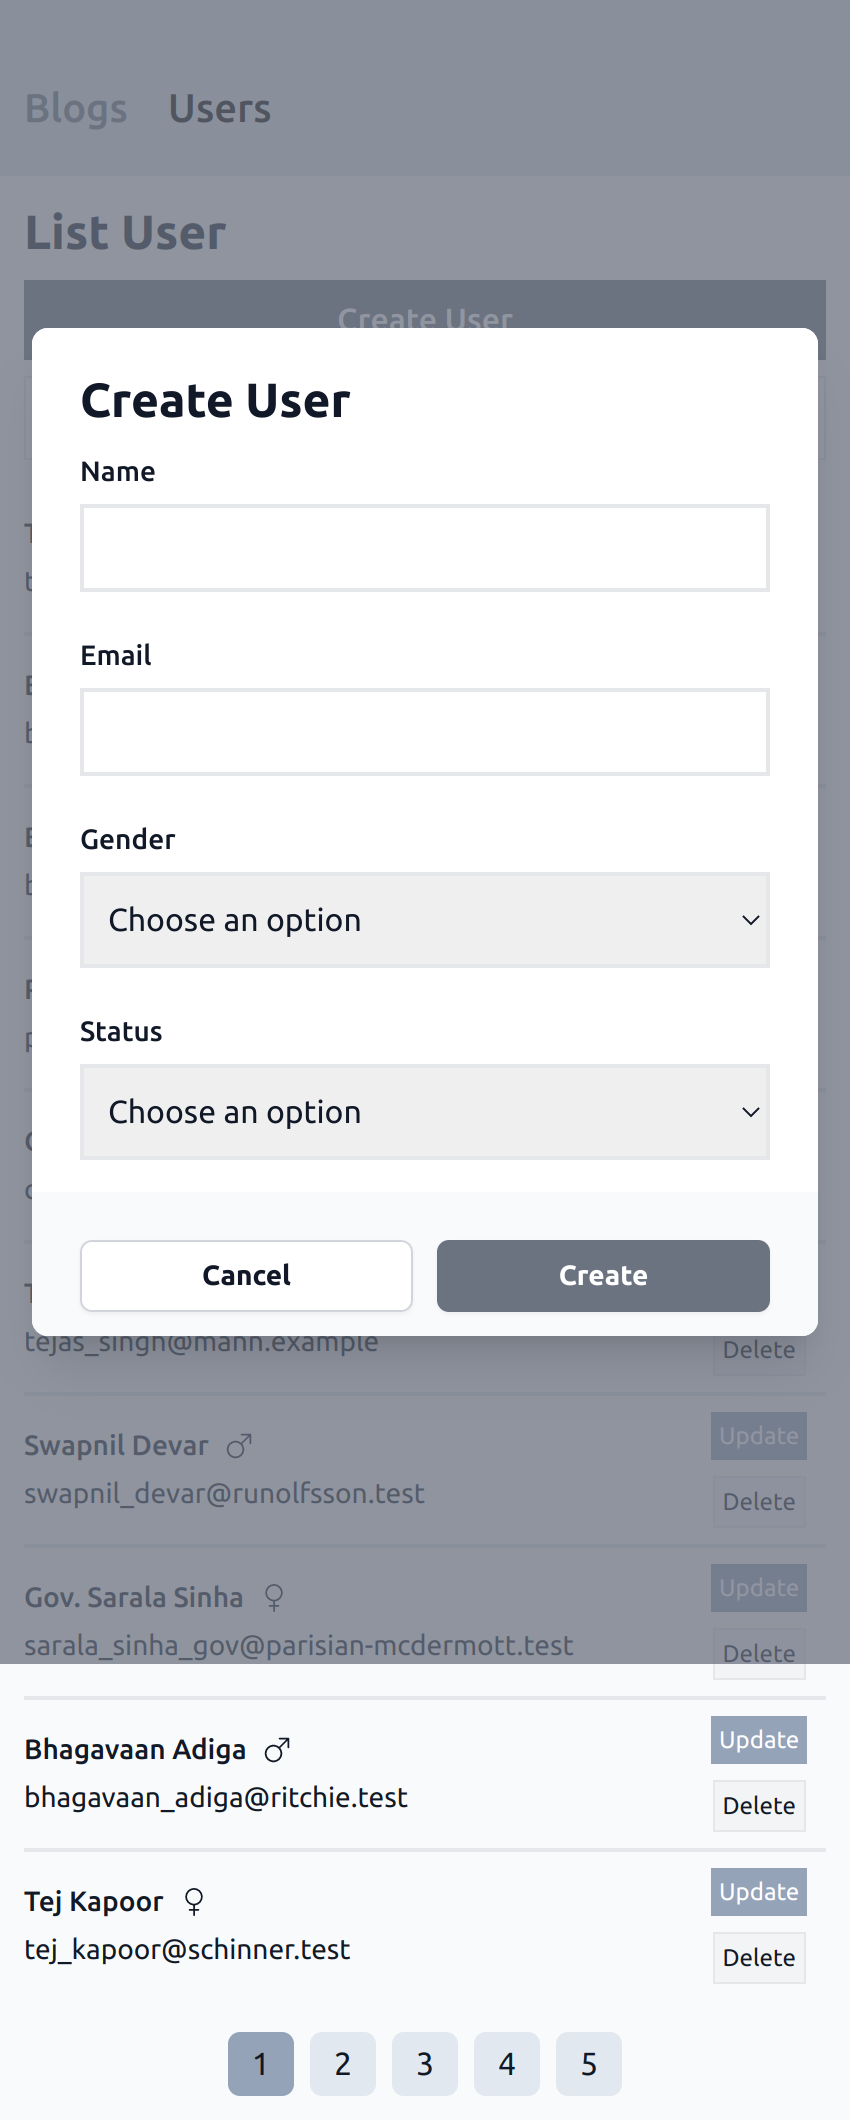 Blogs Users
List User
Create User
Create User
Name
Email
Gender
Choose an option
Status
Choose an option
Cancel Create
tejas_singh@mann.example
Delete
Swapnil Devar
Update
swapnil_devar@runolfsson.test
Delete
Gov. Sarala Sinha
Update
sarala_sinha_gov@parisian-mcdermott.test
Delete
Bhagavaan Adiga
Update
bhagavaan_adiga@ritchie.test
Delete
Tej Kapoor
Update
tej_kapoor@schinner.test
Delete
1 2 3 4 5